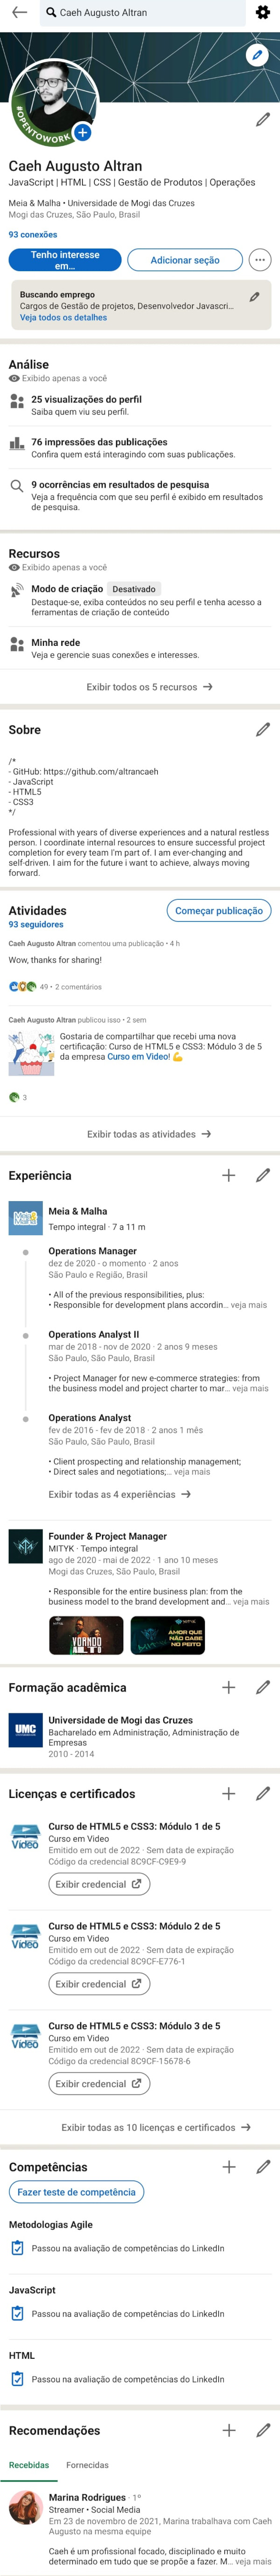 Caeh Augusto Altran
#OPENTOWORK
Caeh Augusto Altran
JavaScript | HTML | CSS | Gestão de Produtos | Operações
Meia & Malha • Universidade de Mogi das Cruzes
Mogi das Cruzes, São Paulo, Brasil
93 conexões
Tenho interesse
em...
Adicionar seção
Buscando emprego
Cargos de Gestão de projetos, Desenvolvedor Javascri...
Veja todos os detalhes
Análise
Exibido apenas a você
25 visualizações do perfil
Saiba quem viu seu perfil.
76 impressões das publicações
Confira quem está interagindo com suas publicações.
9 ocorrências em resultados de pesquisa
Veja a frequência com que seu perfil é exibido em resultados
de pesquisa.
Recursos
Exibido apenas a você
Modo de criação Desativado
Destaque-se, exiba conteúdos no seu perfil e tenha acesso a
ferramentas de criação de conteúdo
Minha rede
Veja e gerencie suas conexões e interesses.
Exibir todos os 5 recursos →
Sobre
/*
- GitHub: https://github.com/altrancaeh
- JavaScript
- HTML5
- CSS3
*/
Professional with years of diverse experiences and a natural restless
person. I coordinate internal resources to ensure successful project
completion for every team I'm part of. I am ever-changing and
self-driven. I aim for the future i want to achieve, always moving
forward.
Atividades
Começar publicação
93 seguidores
Caeh Augusto Altran comentou uma publicação • 4 h
Wow, thanks for sharing!
49 • 2 comentários
Caeh Augusto Altran publicou isso • 2 sem
Gostaria de compartilhar que recebi uma nova
certificação: Curso de HTML5 e CSS3: Módulo 3 de 5
da empresa Curso em Vídeo! 💪
3
Exibir todas as atividades →
Experiência
Meia & Malha
Tempo integral · 7 a 11 m
Operations Manager
dez de 2020 - o momento · 2 anos
São Paulo e Região, Brasil
• All of the previous responsibilities, plus:
• Responsible for development plans accordin... veja mais
Operations Analyst II
mar de 2018 - nov de 2020 · 2 anos 9 meses
São Paulo, São Paulo, Brasil
• Project Manager for new e-commerce strategies: from
the business model and project charter to mar... veja mais
Operations Analyst
fev de 2016 - fev de 2018 · 2 anos 1 mês
São Paulo, São Paulo, Brasil
• Client prospecting and relationship management;
• Direct sales and negotiations;... veja mais
Exibir todas as 4 experiências →
Founder & Project Manager
MITYK · Tempo integral
ago de 2020 - mai de 2022 · 1 ano 10 meses
Mogi das Cruzes, São Paulo, Brasil
• Responsible for the entire business plan: from the
business model to the brand development and... veja mais
AMOR QUE
NÃO CABE
NO PEITO
Formação acadêmica
UMC
Universidade de Mogi das Cruzes
Bacharelado em Administração, Administração de
Empresas
2010 - 2014
Licenças e certificados
Vídeo
Curso de HTML5 e CSS3: Módulo 1 de 5
Curso em Vídeo
Emitido em out de 2022 · Sem data de expiração
Código da credencial 8C9CF-C9E9-9
Exibir credencial
Vídeo
Curso de HTML5 e CSS3: Módulo 2 de 5
Curso em Vídeo
Emitido em out de 2022 · Sem data de expiração
Código da credencial 8C9CF-E776-1
Exibir credencial
Vídeo
Curso de HTML5 e CSS3: Módulo 3 de 5
Curso em Vídeo
Emitido em out de 2022 · Sem data de expiração
Código da credencial 8C9CF-15678-6
Exibir credencial
Exibir todas as 10 licenças e certificados →
Competências
Fazer teste de competência
Metodologias Agile
Passou na avaliação de competências do LinkedIn
JavaScript
Passou na avaliação de competências do LinkedIn
HTML
Passou na avaliação de competências do LinkedIn
Recomendações
Recebidas Fornecidas
Marina Rodrigues · 1º
Streamer • Social Media
Em 23 de novembro de 2021, Marina trabalhava com Caeh
Augusto na mesma equipe
Caeh é um profissional focado, disciplinado e muito
determinado em tudo que se propõe a fazer. M... veja mais